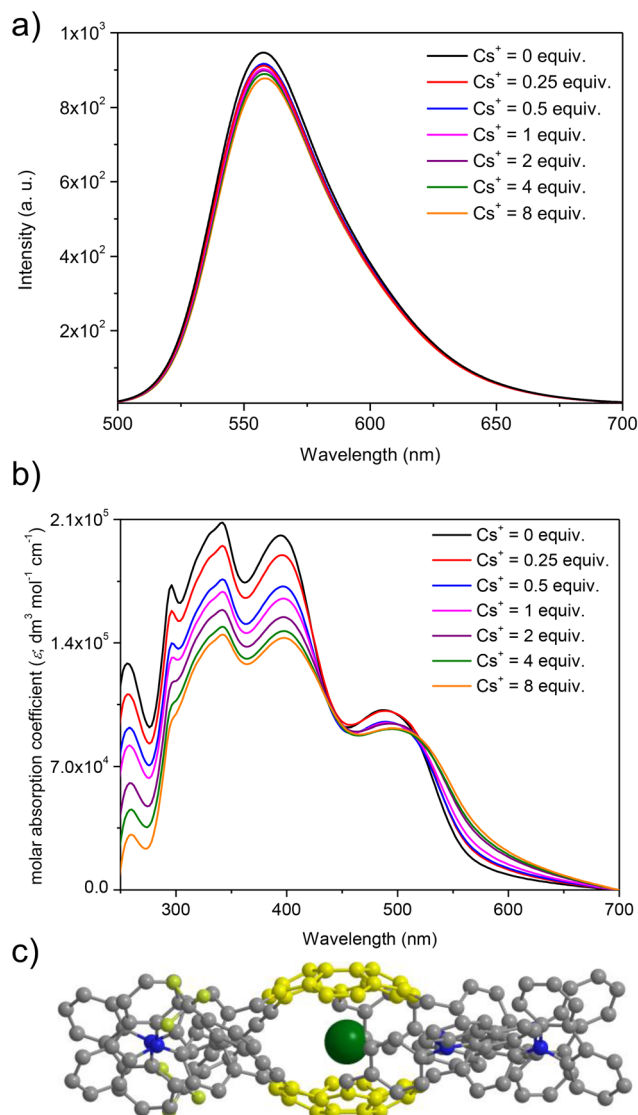 a)
1x10³
8x10²
6x10²
4x10²
2x10²
Intensity (a. u.)
Cs⁺ = 0 equiv.
Cs⁺ = 0.25 equiv.
Cs⁺ = 0.5 equiv.
Cs⁺ = 1 equiv.
Cs⁺ = 2 equiv.
Cs⁺ = 4 equiv.
Cs⁺ = 8 equiv.
500 550 600 650 700
Wavelength (nm)
b)
2.1x10⁵
1.4x10⁵
7.0x10⁴
0.0
molar absorption coefficient (ε, dm³ mol⁻¹ cm⁻¹)
Cs⁺ = 0 equiv.
Cs⁺ = 0.25 equiv.
Cs⁺ = 0.5 equiv.
Cs⁺ = 1 equiv.
Cs⁺ = 2 equiv.
Cs⁺ = 4 equiv.
Cs⁺ = 8 equiv.
300 400 500 600 700
Wavelength (nm)
c)